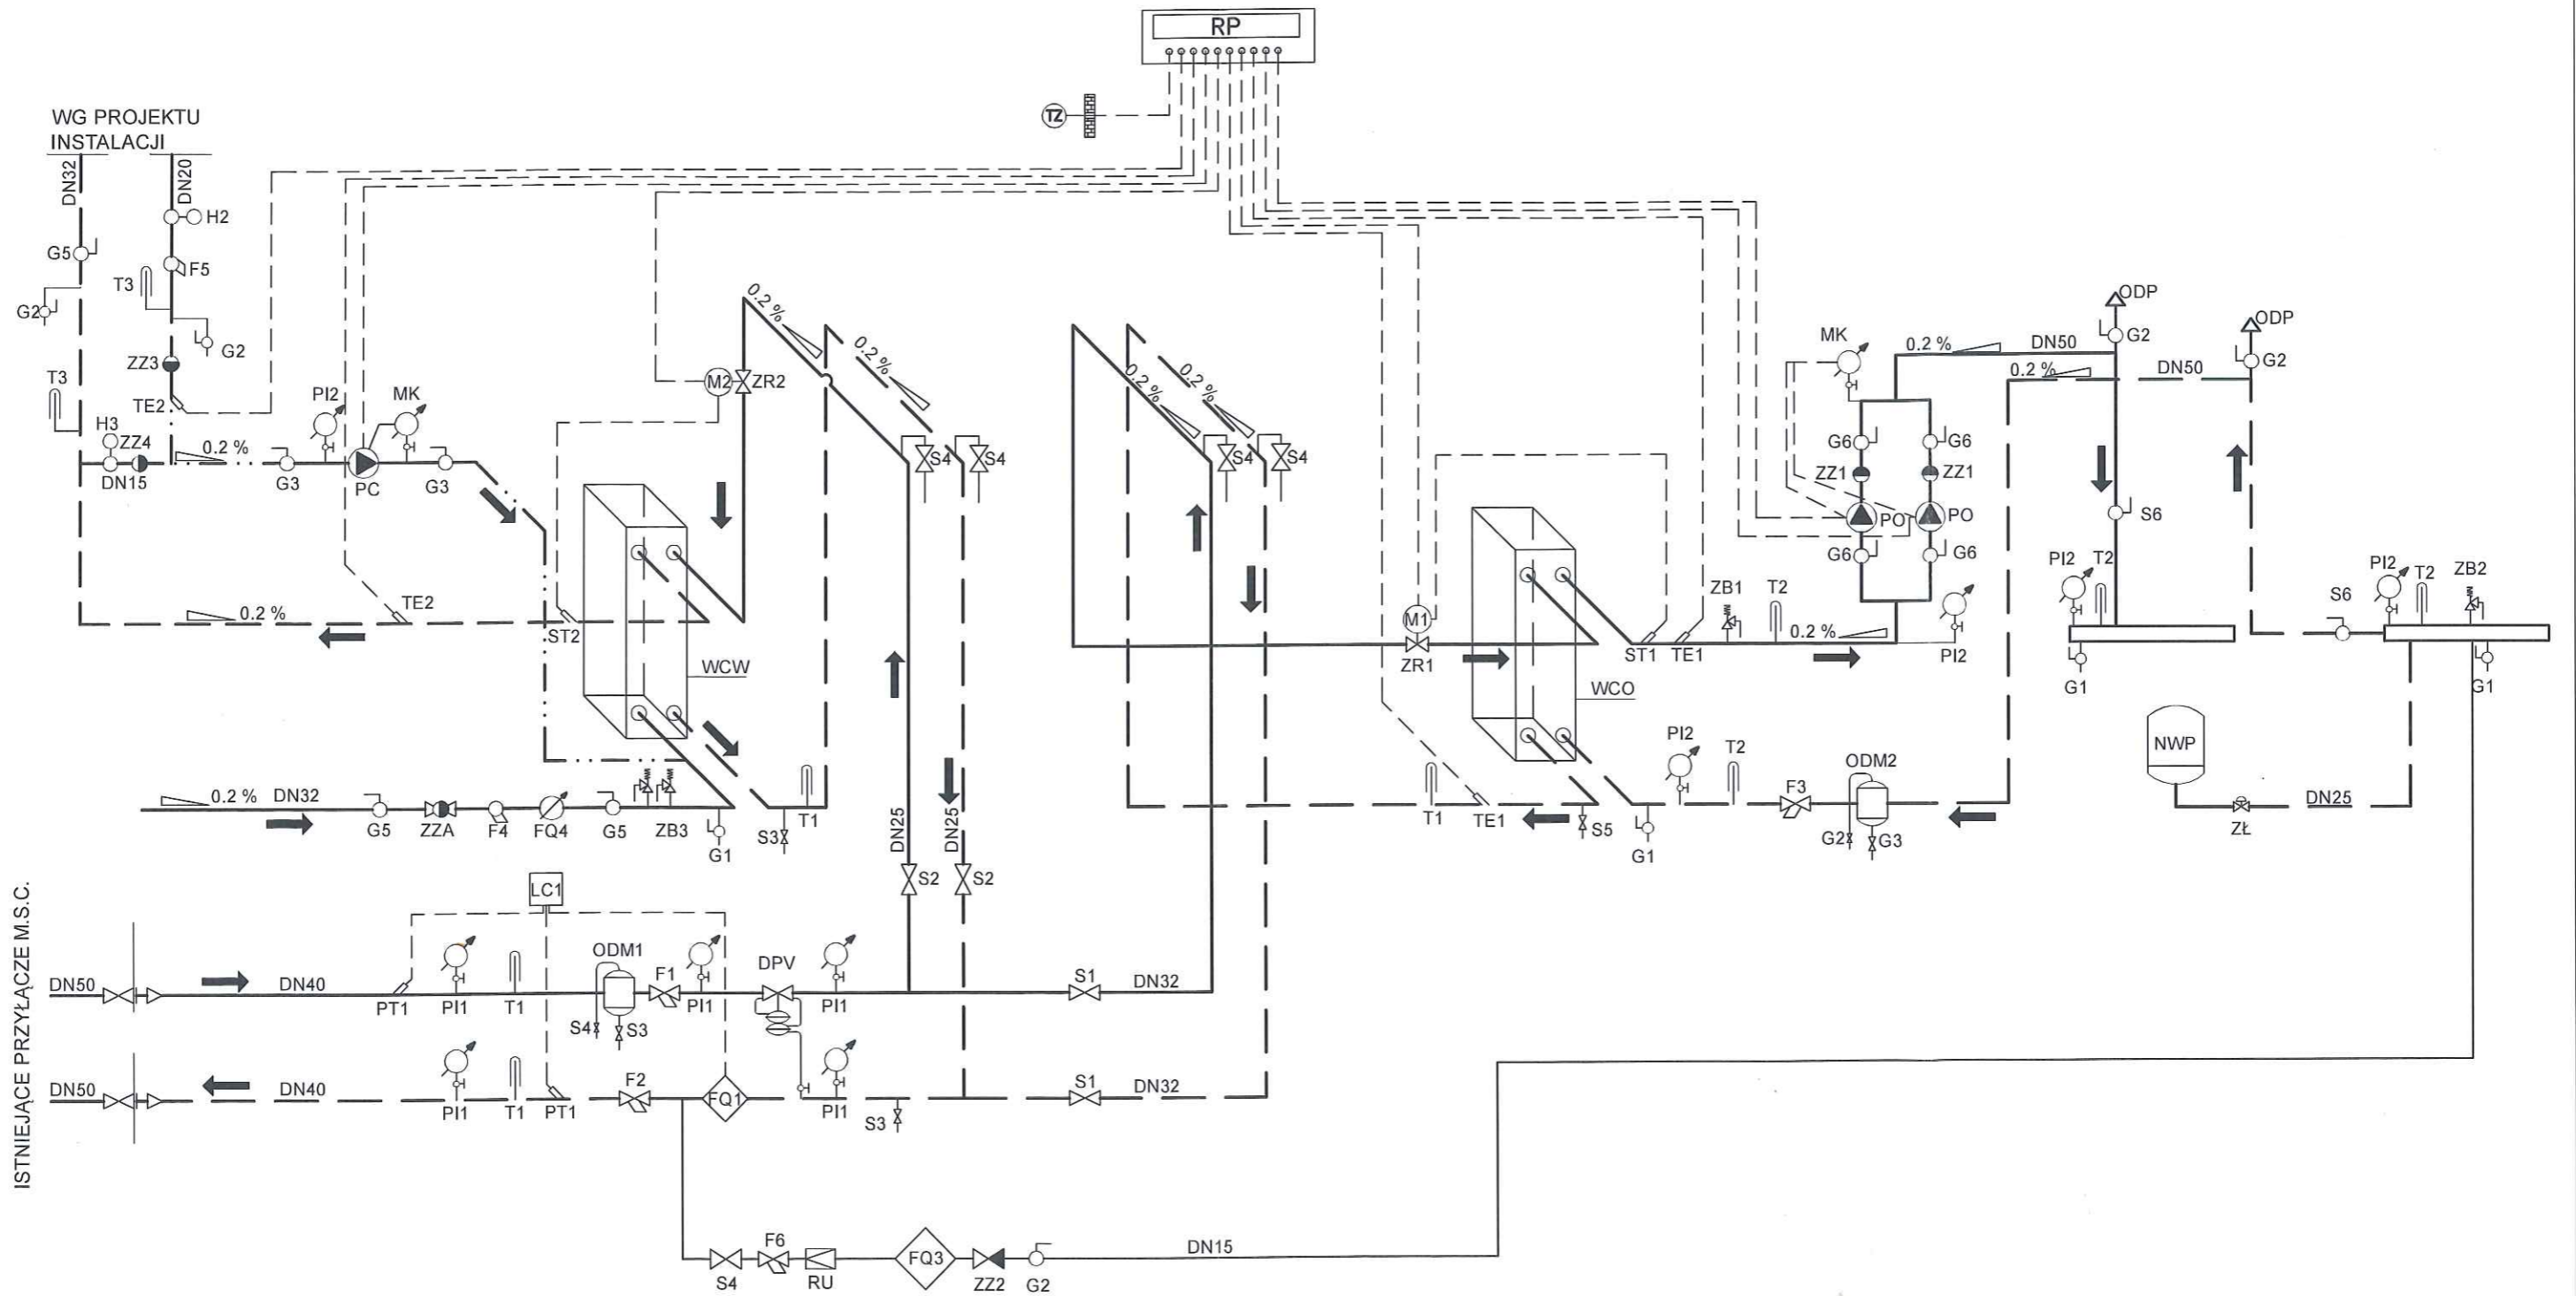 RP
TZ
WG PROJEKTU
INSTALACJI
DN32
DN20
H2
G5
F5
T3
G2
G2
ZZ3
T3
TE2
PI2
MK
H3
ZZ4
0.2 %
DN15
G3
PC
G3
M2
ZR2
0.2 %
0.2 %
S4
S4
0.2 %
0.2 %
S4
S4
MK
0.2 %
DN50
ODP
G2
ODP
G2
0.2 %
DN50
G6
G6
ZZ1
ZZ1
PO
PO
G6
G6
S6
PI2
T2
S6
PI2
T2
ZB2
G1
G1
TE2
0.2 %
ST2
WCW
M1
ZR1
ST1
TE1
ZB1
T2
0.2 %
PI2
WCO
PI2
T2
F3
ODM2
G2
G3
NWP
ZŁ
DN25
T1
TE1
S5
G1
0.2 %
DN32
G5
ZZA
F4
FQ4
G5
ZB3
G1
S3
T1
DN25
DN25
S2
S2
LC1
ISTNIEJĄCE PRZYŁĄCZE M.S.C.
DN50
DN40
PT1
PI1
T1
ODM1
S4
S3
F1
PI1
DPV
PI1
S1
DN32
DN50
DN40
PI1
T1
PT1
F2
FQ1
PI1
S3
S1
DN32
S4
F6
RU
FQ3
ZZ2
G2
DN15